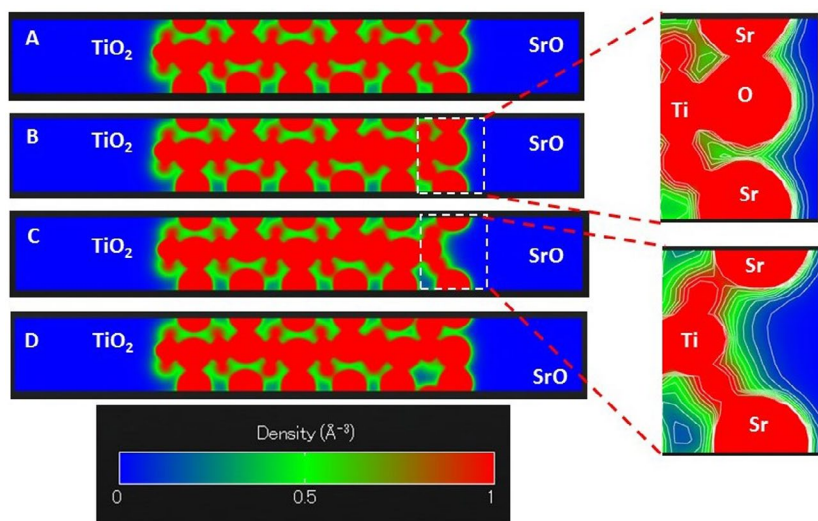 A TiO₂ SrO
B TiO₂ SrO
C TiO₂ SrO
D TiO₂ SrO
Density (Å⁻³)
0 0.5 1
Sr
O
Ti
Sr
Sr
Ti
Sr